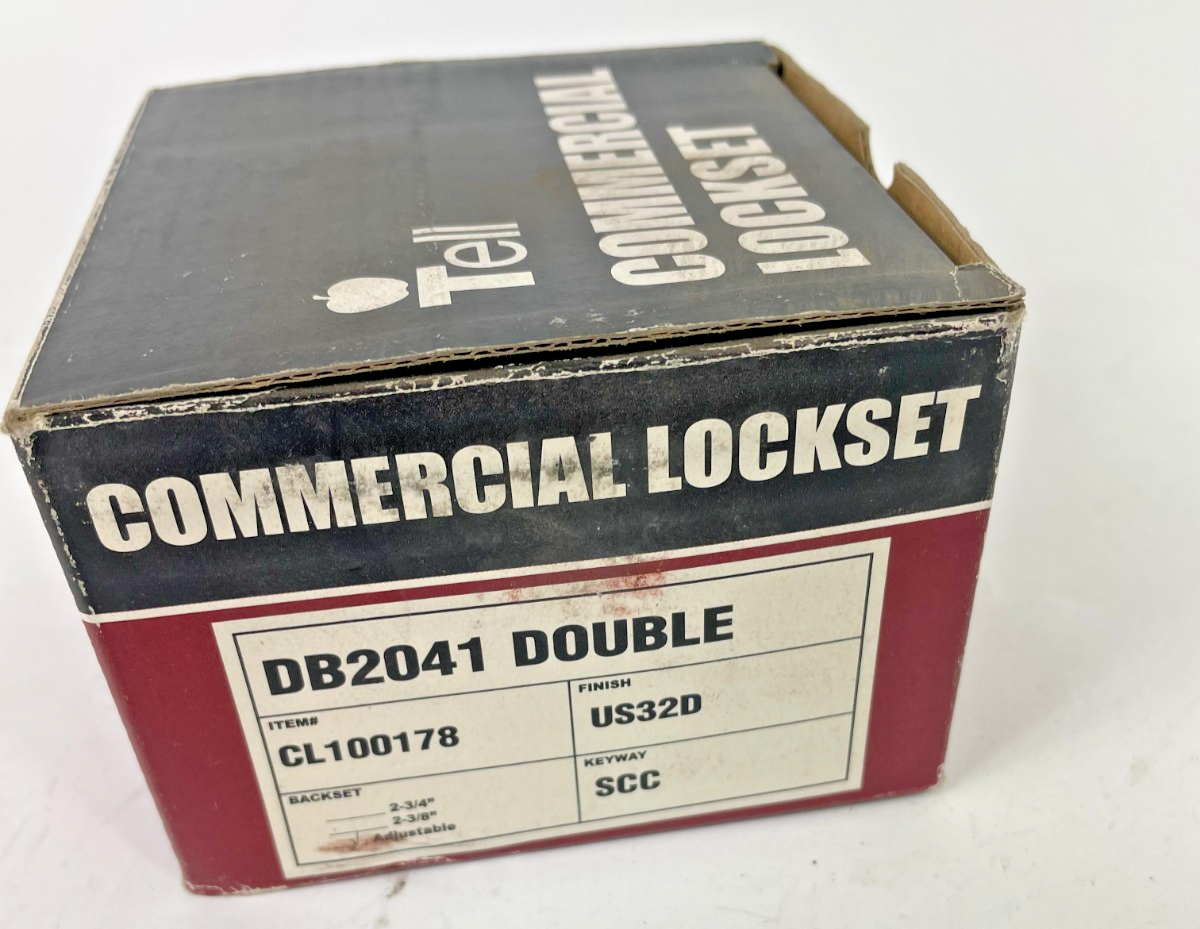 Tell
COMMERCIAL
LOCKSET
COMMERCIAL LOCKSET
DB2041 DOUBLE
ITEM#
CL100178
FINISH
US32D
BACKSET
2-3/4"
2-3/8"
Adjustable
KEYWAY
SCC